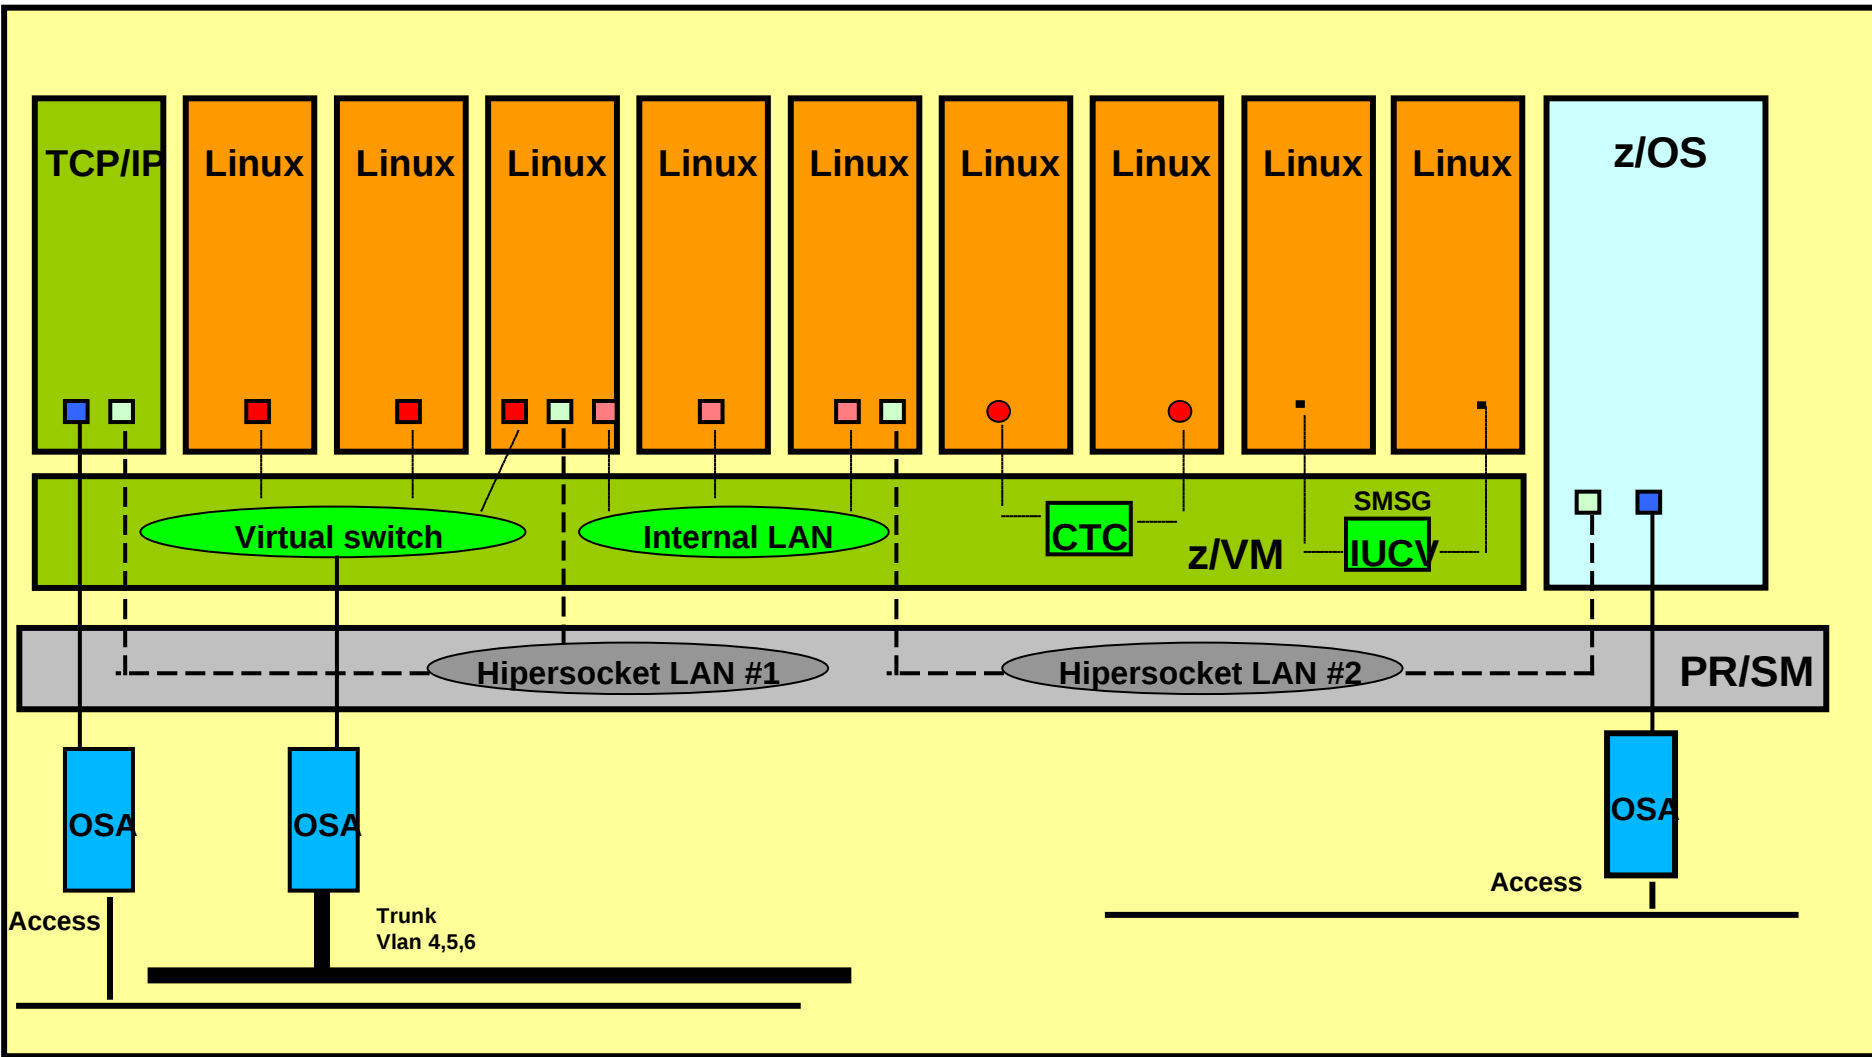 TCP/IP
Linux
Linux
Linux
Linux
Linux
Linux
Linux
Linux
Linux
z/OS
Virtual switch
Internal LAN
CTC
z/VM
SMSG
IUCV
Hipersocket LAN #1
Hipersocket LAN #2
PR/SM
OSA
OSA
OSA
Access
Trunk
Vlan 4,5,6
Access